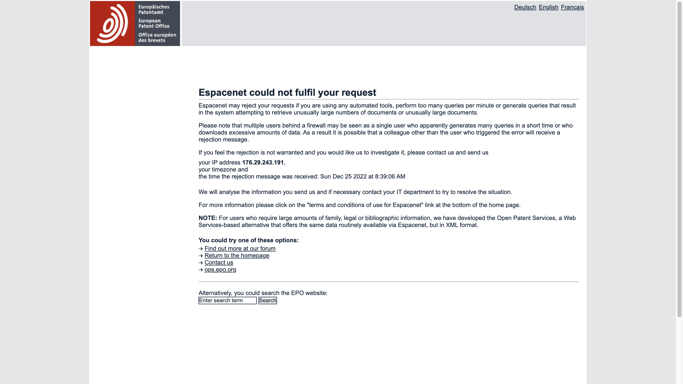 Europäisches
Patentamt
European
Patent Office
Office européen
des brevets
Deutsch English Français
Espacenet could not fulfil your request
Espacenet may reject your requests if you are using any automated tools, perform too many queries per minute or generate queries that result
in the system attempting to retrieve unusually large numbers of documents or unusually large documents.
Please note that multiple users behind a firewall may be seen as a single user who apparently generates many queries in a short time or who
downloads excessive amounts of data. As a result it is possible that a colleague other than the user who triggered the error will receive a
rejection message.
If you feel the rejection is not warranted and you would like us to investigate it, please contact us and send us
your IP address 176.29.243.191,
your timezone and
the time the rejection message was received: Sun Dec 25 2022 at 8:39:06 AM
We will analyse the information you send us and if necessary contact your IT department to try to resolve the situation.
For more information please click on the "terms and conditions of use for Espacenet" link at the bottom of the home page.
NOTE: For users who require large amounts of family, legal or bibliographic information, we have developed the Open Patent Services, a Web
Services-based alternative that offers the same data routinely available via Espacenet, but in XML format.
You could try one of these options:
→ Find out more at our forum
→ Return to the homepage
→ Contact us
→ ops.epo.org
Alternatively, you could search the EPO website:
Enter search term Search